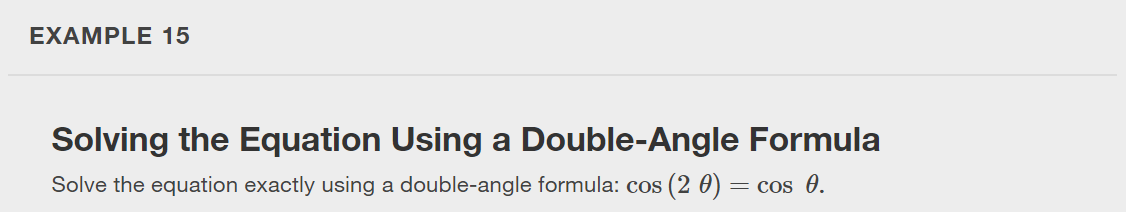 EXAMPLE 15
Solving the Equation Using a Double-Angle Formula
Solve the equation exactly using a double-angle formula: cos (2 θ) = cos θ.